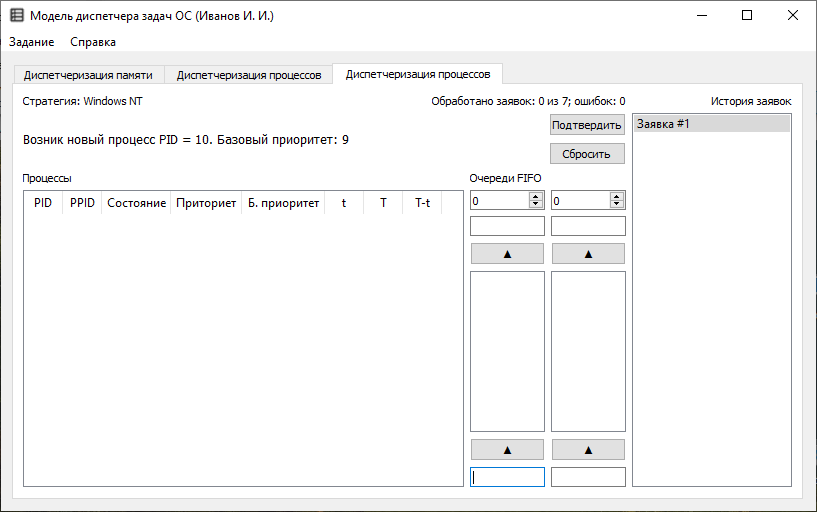 Модель диспетчера задач ОС (Иванов И. И.)
Задание Справка
Диспетчеризация памяти Диспетчеризация процессов Диспетчеризация процессов
Стратегия: Windows NT Обработано заявок: 0 из 7; ошибок: 0 История заявок
Подтвердить Заявка #1
Возник новый процесс PID = 10. Базовый приоритет: 9
Сбросить
Процессы Очереди FIFO
PID PPID Состояние Приториет Б. приоритет t T T-t 0 0
▲ ▲
▲ ▲